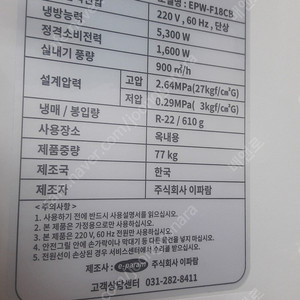 모델명 : EPW-F18CB
220 V , 60 Hz , 단상
냉방능력 5,300 W
정격소비전력 1,600 W
실내기 풍량 900 ㎥/h
설계압력 고압 2.64MPa(27kgf/㎠G)
저압 0.29MPa( 3kgf/㎠G)
냉매 / 봉입량 R-22 / 610 g
사용장소 옥내용
제품중량 77 kg
제조국 한국
제조자 주식회사 이파람
<주의사항>
1. 사용하기 전에 반드시 사용설명서를 읽으십시오.
2. 본 제품은 가정용으로만 사용하십시오.
3. 본 제품은 220 V, 60 Hz 전원만 사용하십시오.
4. 안전그릴 안에 손가락이나 막대기 등 다른 물건을 넣지 마십시오.
5. 전원선이 손상된 경우 서비스센터에서 수리를 받으십시오.
제조사 : e-param 주식회사 이파람
고객상담센터 031-282-8411